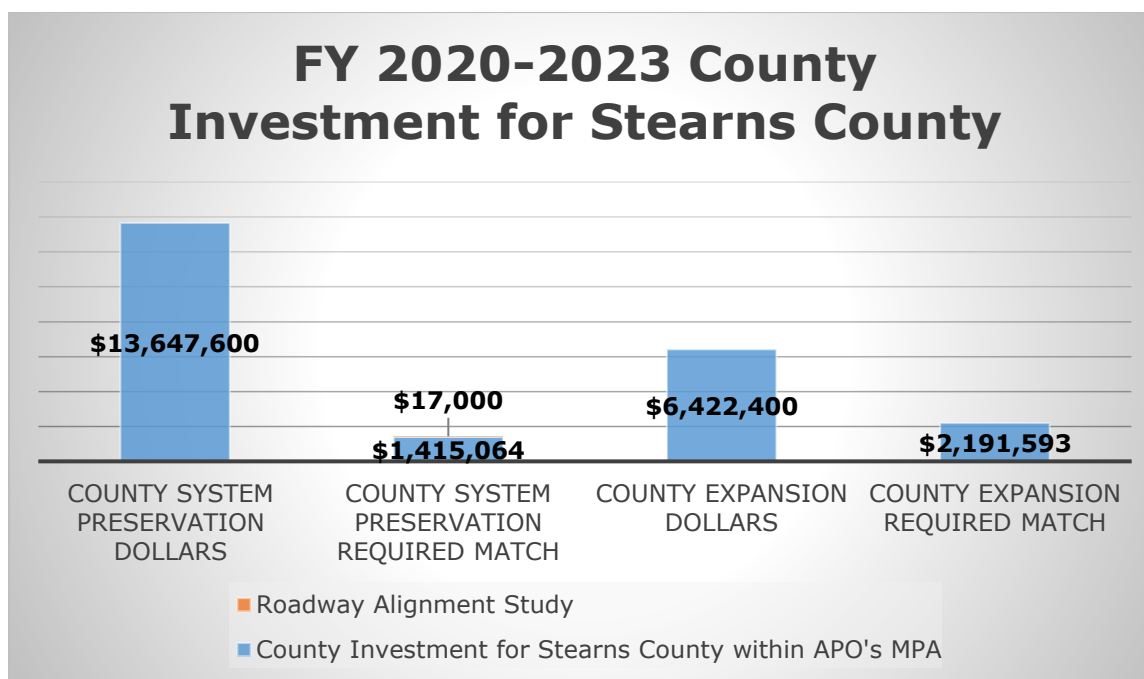 FY 2020-2023 County
Investment for Stearns County
$13,647,600
$17,000
$1,415,064
$6,422,400
$2,191,593
COUNTY SYSTEM
PRESERVATION
DOLLARS
COUNTY SYSTEM
PRESERVATION
REQUIRED MATCH
COUNTY EXPANSION
DOLLARS
COUNTY EXPANSION
REQUIRED MATCH
Roadway Alignment Study
County Investment for Stearns County within APO's MPA